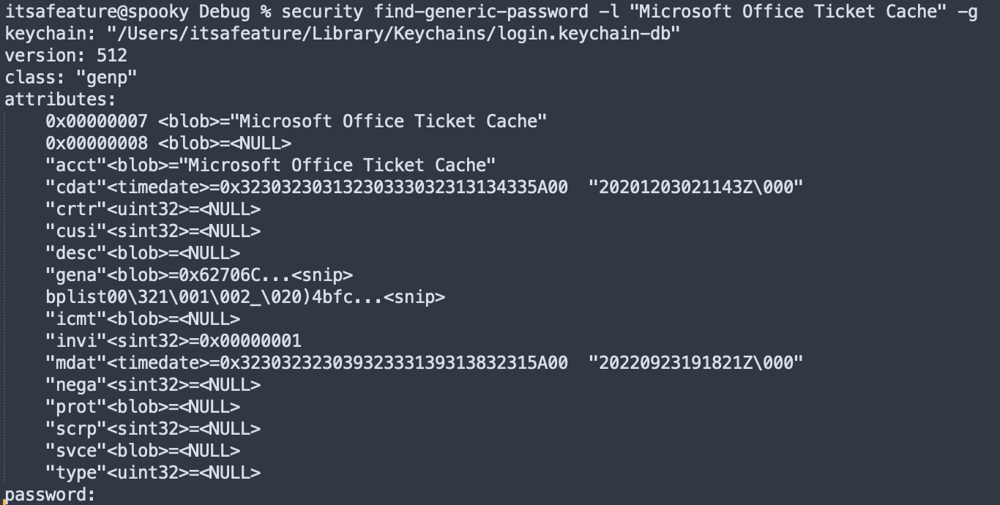 itsafeature@spooky Debug % security find-generic-password -l "Microsoft Office Ticket Cache" -g
keychain: "/Users/itsafeature/Library/Keychains/login.keychain-db"
version: 512
class: "genp"
attributes:
    0x00000007 <blob>="Microsoft Office Ticket Cache"
    0x00000008 <blob>=<NULL>
    "acct"<blob>="Microsoft Office Ticket Cache"
    "cdat"<timedate>=0x32303230313230333032313134335A00  "20201203021143Z\000"
    "crtr"<uint32>=<NULL>
    "cusi"<sint32>=<NULL>
    "desc"<blob>=<NULL>
    "gena"<blob>=0x62706C...<snip>
    bplist00\321\001\002_\020)4bfc...<snip>
    "icmt"<blob>=<NULL>
    "invi"<sint32>=0x00000001
    "mdat"<timedate>=0x32303232303932333139313832315A00  "20220923191821Z\000"
    "nega"<sint32>=<NULL>
    "prot"<blob>=<NULL>
    "scrp"<sint32>=<NULL>
    "svce"<blob>=<NULL>
    "type"<uint32>=<NULL>
password: